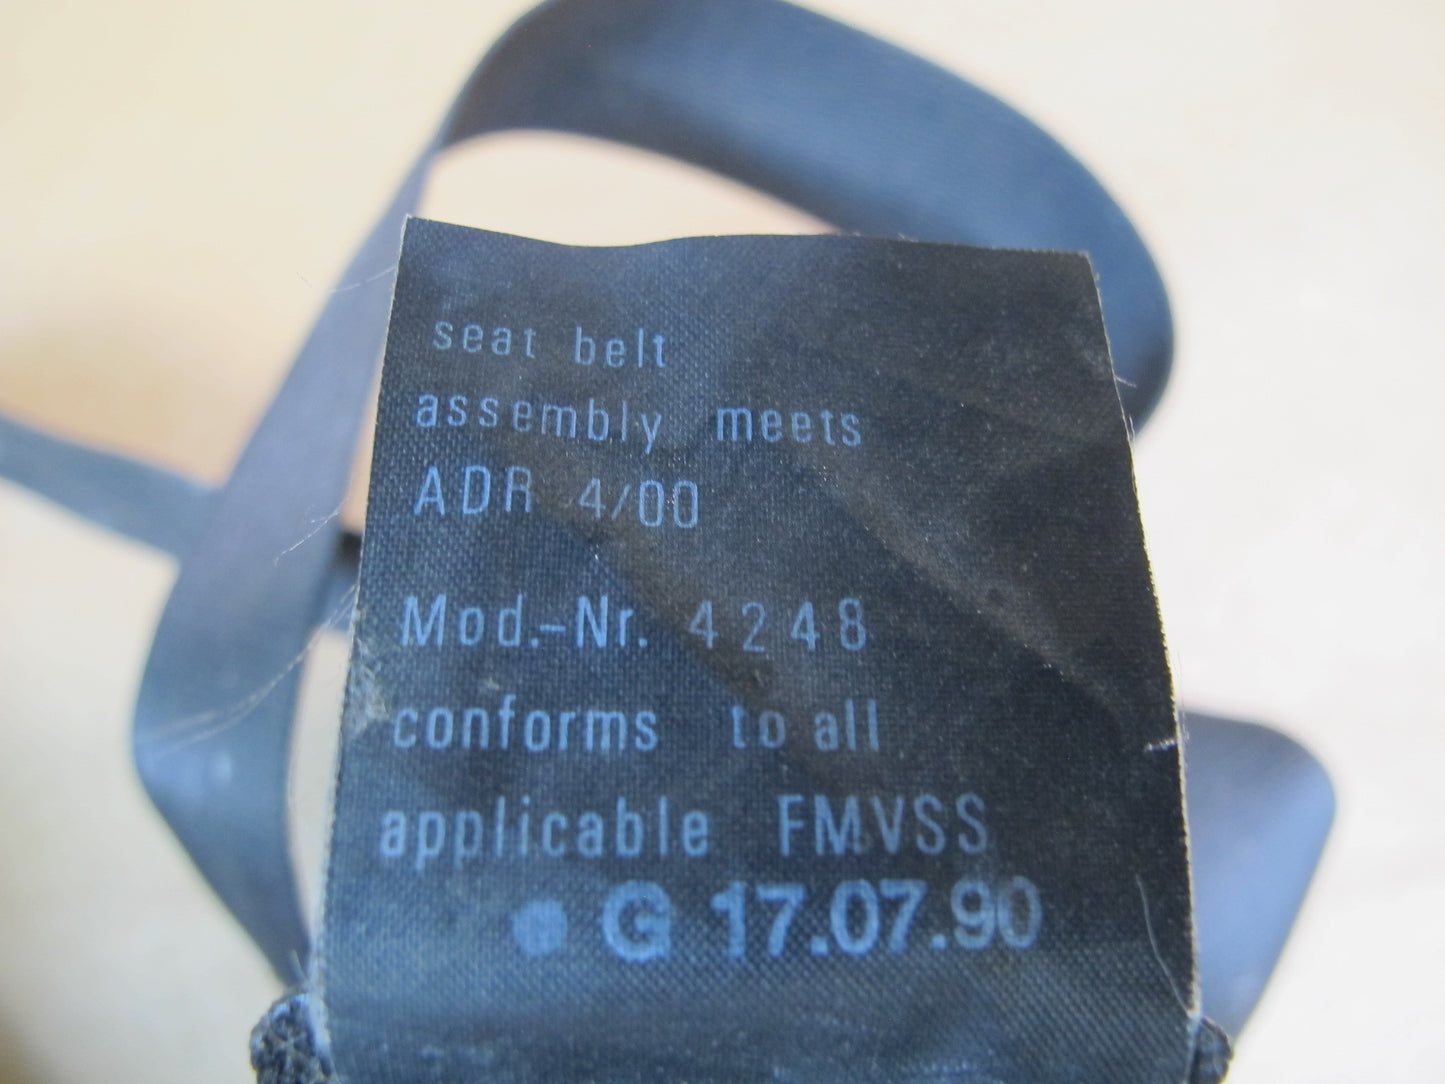 seat belt
assembly meets
ADR 4/00
Mod.-Nr. 4248
conforms to all
applicable FMVSS
● G 17.07.90